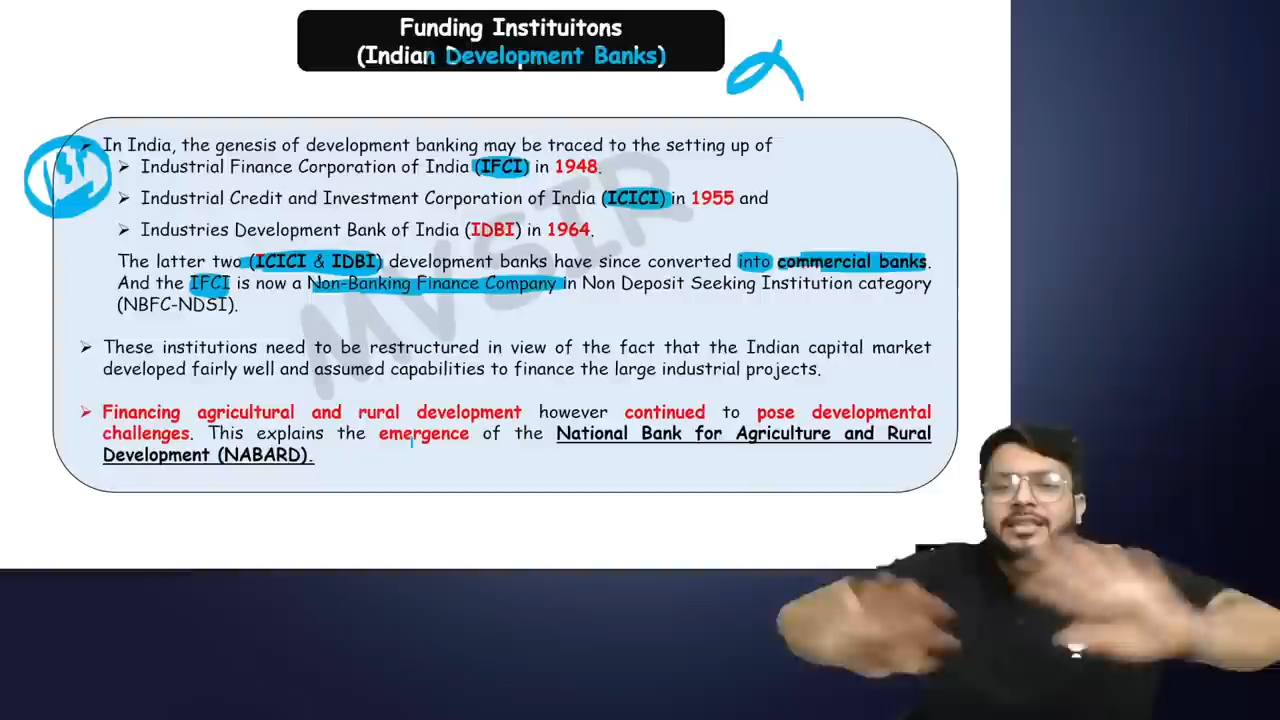 Funding Instituitons
(Indian Development Banks)
➤ In India, the genesis of development banking may be traced to the setting up of
➤ Industrial Finance Corporation of India (IFCI) in 1948.
➤ Industrial Credit and Investment Corporation of India (ICICI) in 1955 and
➤ Industries Development Bank of India (IDBI) in 1964.
The latter two (ICICI & IDBI) development banks have since converted into commercial banks.
And the IFCI is now a Non-Banking Finance Company in Non Deposit Seeking Institution category
(NBFC-NDSI).
➤ These institutions need to be restructured in view of the fact that the Indian capital market
developed fairly well and assumed capabilities to finance the large industrial projects.
➤ Financing agricultural and rural development however continued to pose developmental
challenges. This explains the emergence of the National Bank for Agriculture and Rural
Development (NABARD).
MVSIR